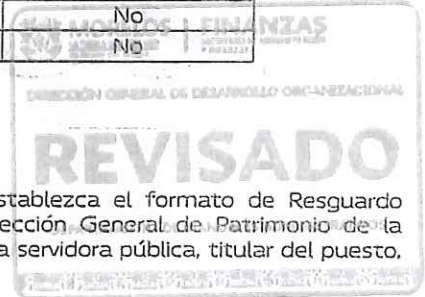 No
No
MORELOS | FINANZAS
DIRECCIÓN GENERAL DE DESARROLLO ORGANIZACIONAL
REVISADO
stablezca el formato de Resguardo
ección General de Patrimonio de la
a servidora pública, titular del puesto.